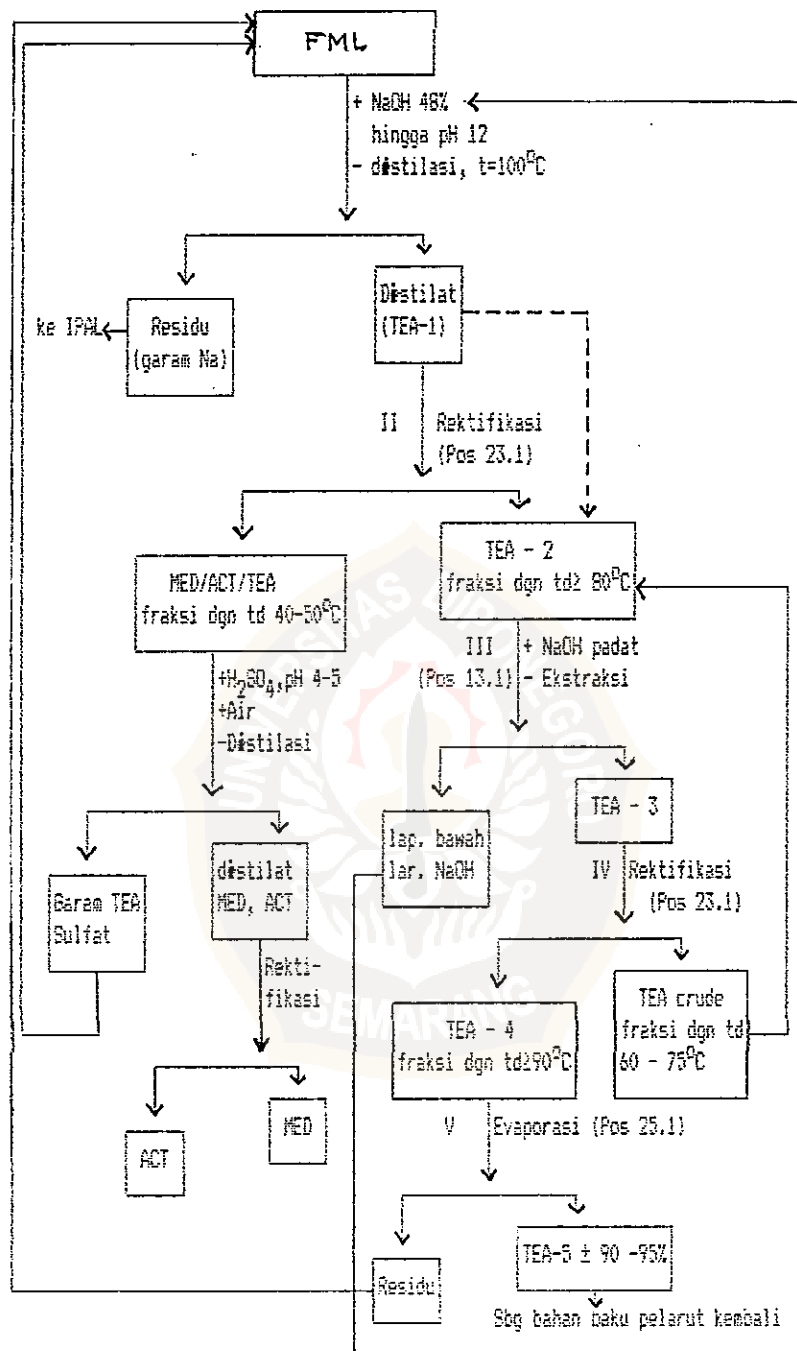 FML
+ NaOH 48%
hingga pH 12
- distilasi, t=100°C
ke IPAL
Residu
(garam Na)
Distilat
(TEA-1)
II Rektifikasi
(Pos 23.1)
MED/ACT/TEA
fraksi dgn td 40-50°C
TEA - 2
fraksi dgn td≥ 80°C
+H2SO4,pH 4-5
+Air
-Distilasi
III + NaOH padat
(Pos 13.1) - Ekstraksi
Garam TEA
Sulfat
distilat
MED, ACT
lap. bawah
lar. NaOH
TEA - 3
IV Rektifikasi
(Pos 23.1)
Rekti-
fikasi
TEA - 4
fraksi dgn td≥90°C
TEA crude
fraksi dgn td
60 - 75°C
ACT
MED
V Evaporasi (Pos 25.1)
Residu
TEA-5 ± 90 -95%
Sbg bahan baku pelarut kembali
UNIVERSITAS DIPONEGORO
SEMARANG